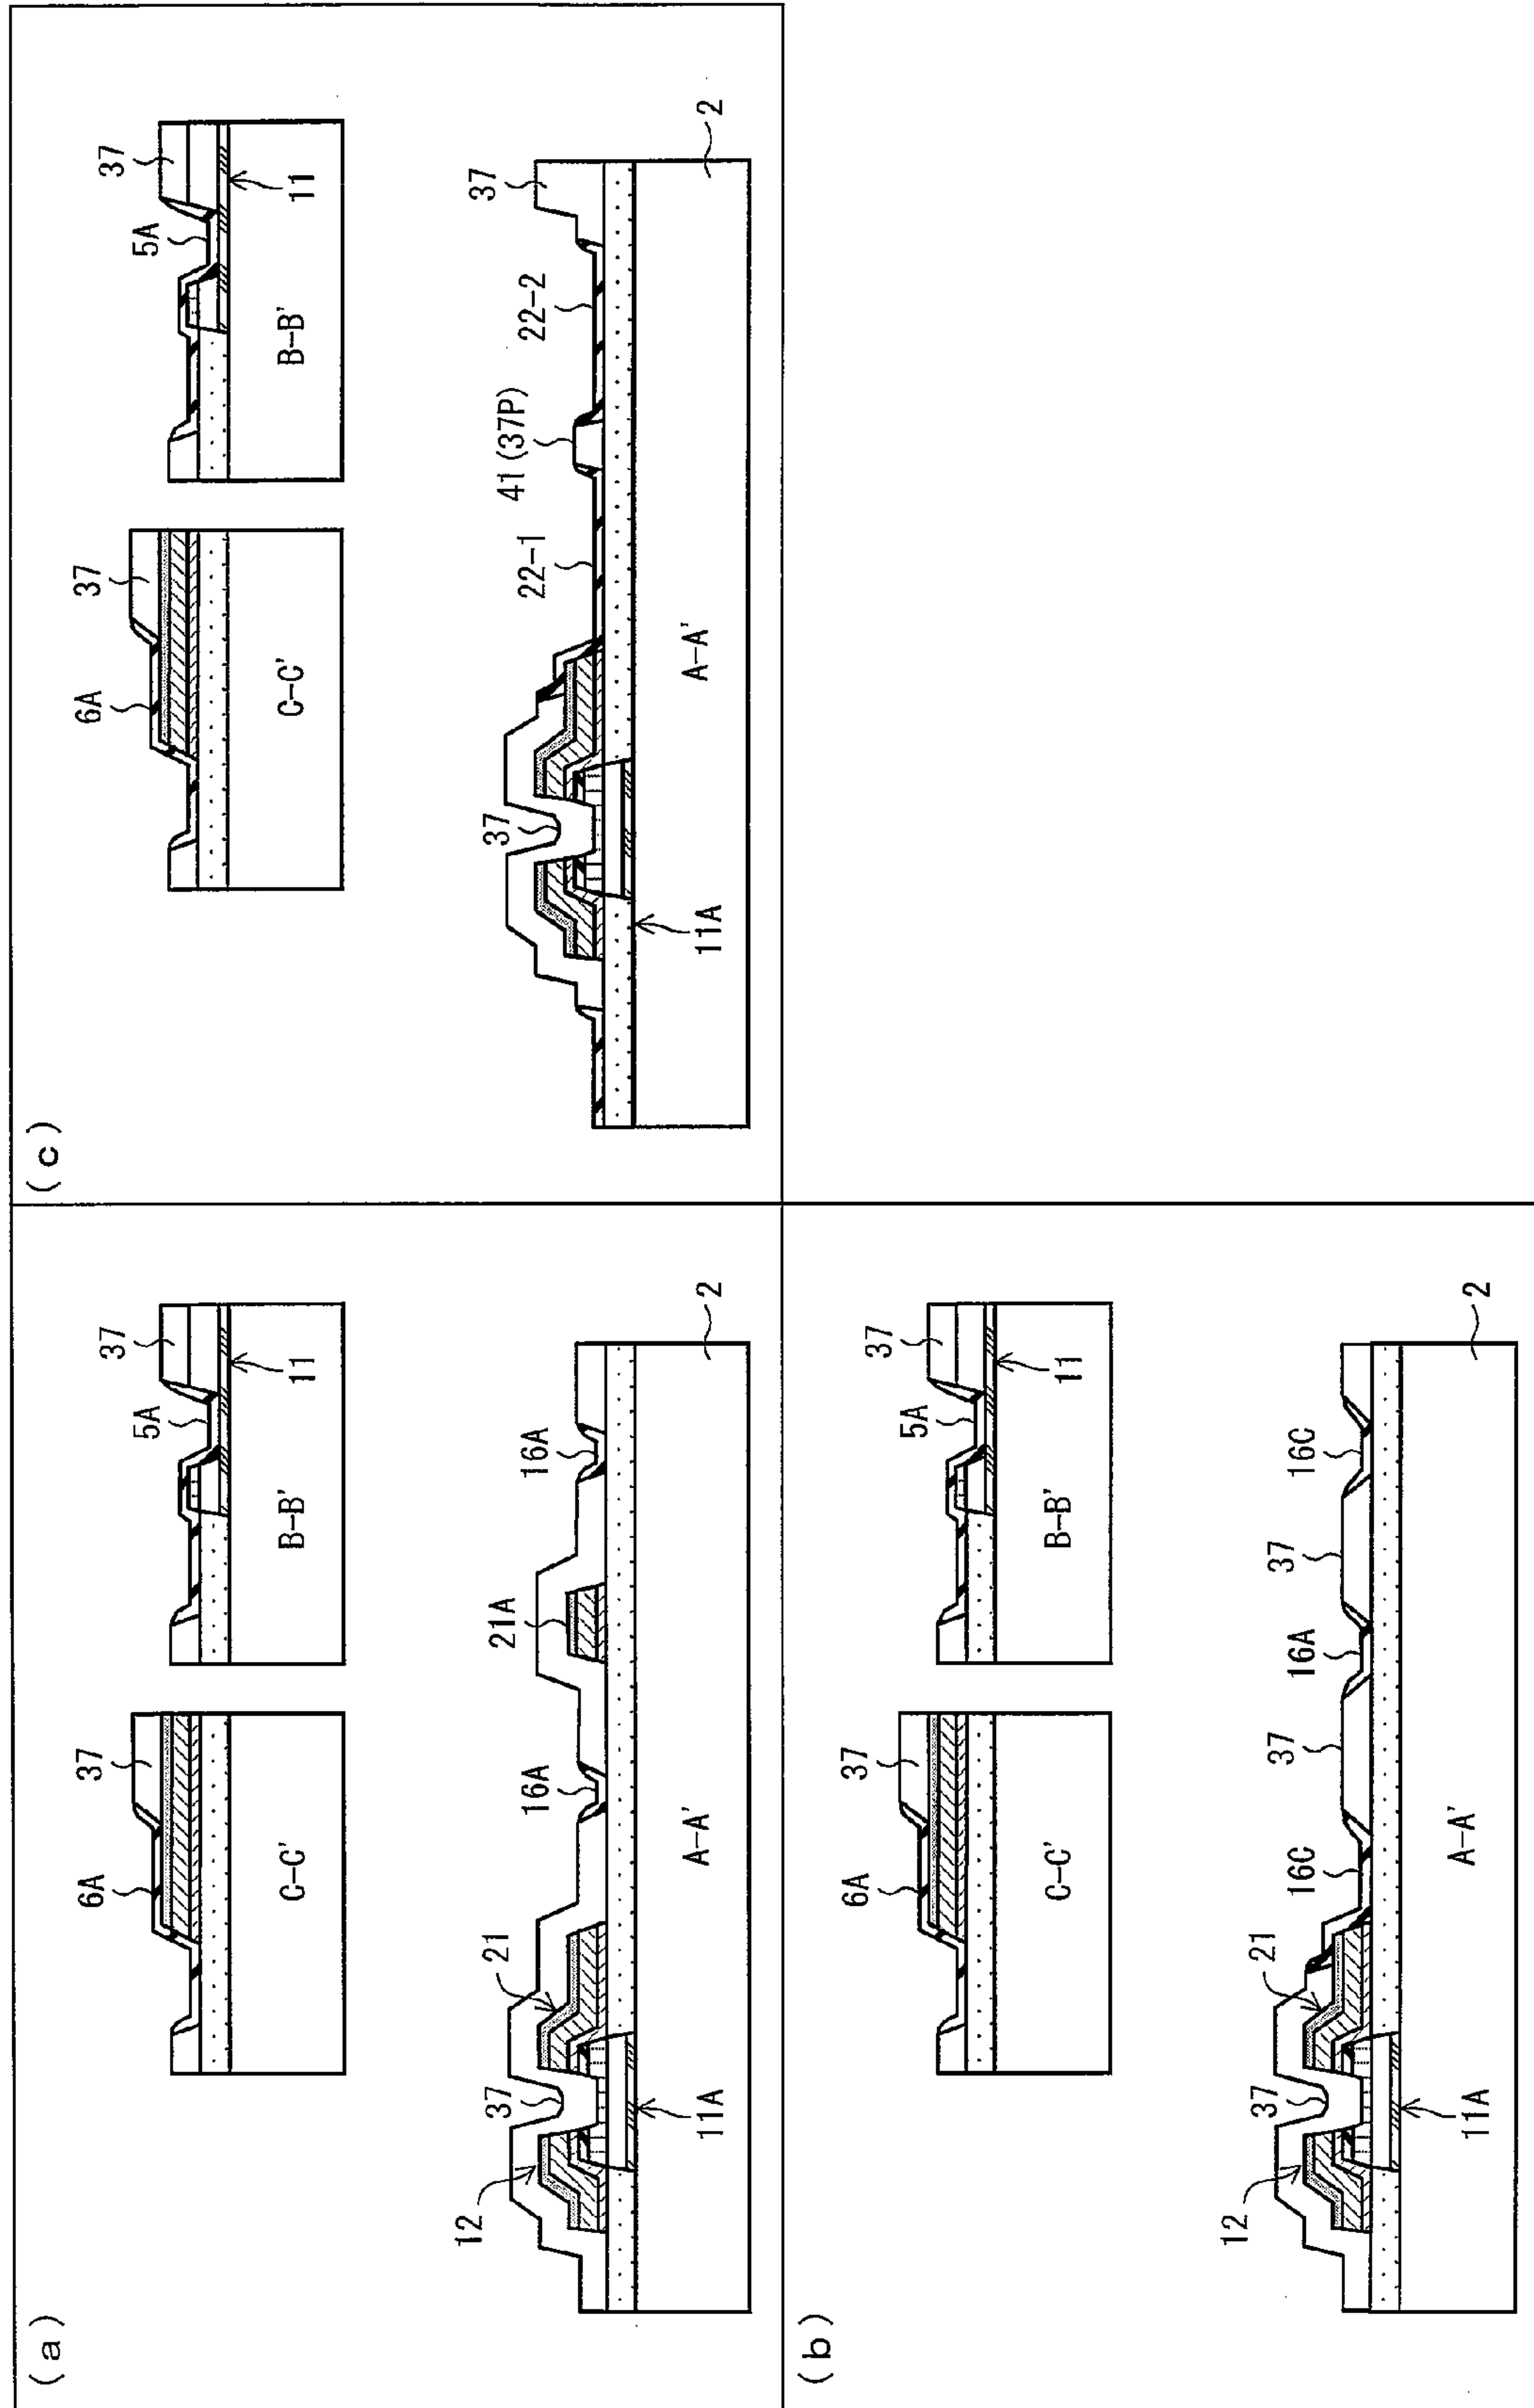 (a)
6A
37
5A
37
C-C'
B-B'
11
12
37
21
16A
21A
16A
2
11A
A-A'
(b)
6A
37
5A
37
C-C'
B-B'
11
12
37
21
16C
37
16A
37
16C
2
11A
A-A'
(c)
6A
37
5A
37
C-C'
B-B'
11
37
22-1
41(37P)
22-2
37
2
11A
A-A'